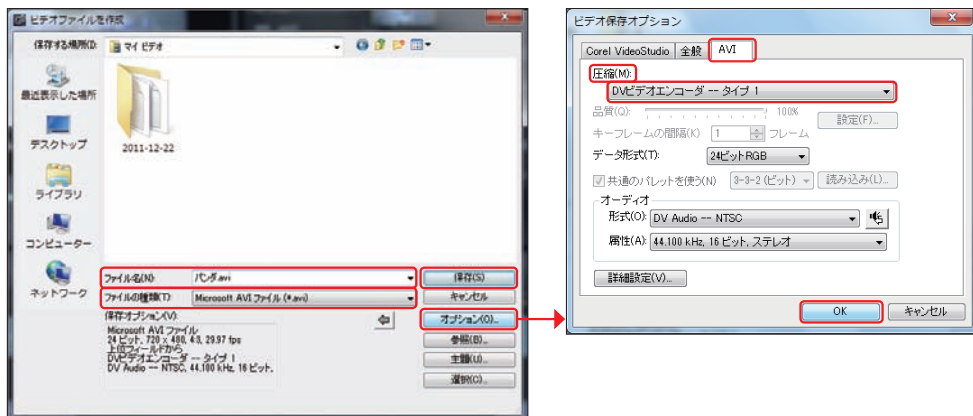 ビデオファイルを作成
保存する場所(I):
マイ ビデオ
最近表示した場所
デスクトップ
ライブラリ
コンピューター
ネットワーク
2011-12-22
ファイル名(N):
パンダ.avi
保存(S)
ファイルの種類(T):
Microsoft AVI ファイル (*.avi)
キャンセル
保存オプション(V):
オプション(O)...
Microsoft AVI ファイル
24 ビット, 720 x 480, 4:3, 29.97 fps
上位フィールドから
DVビデオエンコーダ -- タイプ 1
DV Audio -- NTSC, 44.100 kHz, 16 ビット,
参照(B)...
主題(U)...
選択(C)...
ビデオ保存オプション
Corel VideoStudio 全般 AVI
圧縮(M):
DVビデオエンコーダ -- タイプ 1
品質(Q): 100%
設定(F)...
キーフレームの間隔(K) 1 フレーム
データ形式(T): 24ビット RGB
共通のパレットを使う(N) 3-3-2 (ビット) 読み込み(L)...
オーディオ
形式(O): DV Audio -- NTSC
属性(A): 44.100 kHz, 16 ビット, ステレオ
詳細設定(V)...
OK キャンセル